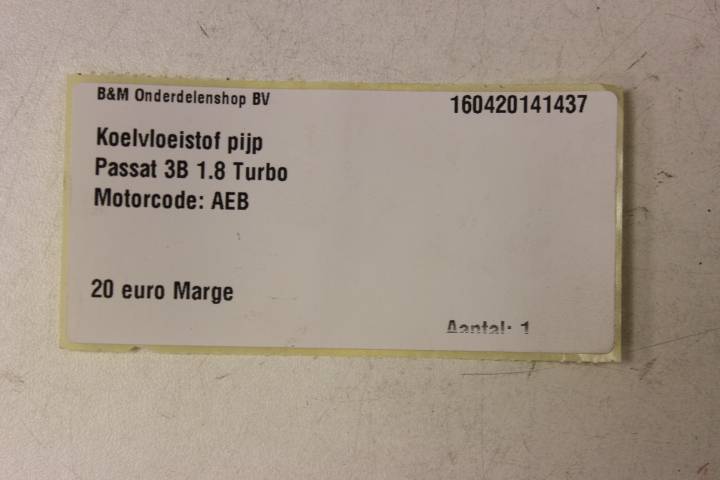 B&M Onderdelenshop BV
160420141437
Koelvloeistof pijp
Passat 3B 1.8 Turbo
Motorcode: AEB
20 euro Marge
Aantal: 1